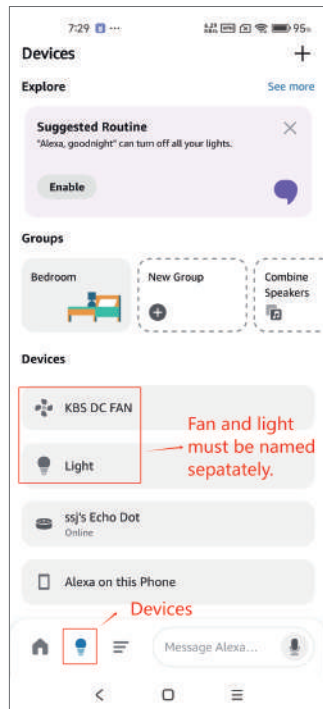 7:29
95%
Devices
Explore
See more
Suggested Routine
"Alexa, goodnight" can turn off all your lights.
Enable
Groups
Bedroom
New Group
Combine
Speakers
Devices
KBS DC FAN
Light
Fan and light
must be named
sepatately.
ssj's Echo Dot
Online
Alexa on this Phone
Devices
Message Alexa...